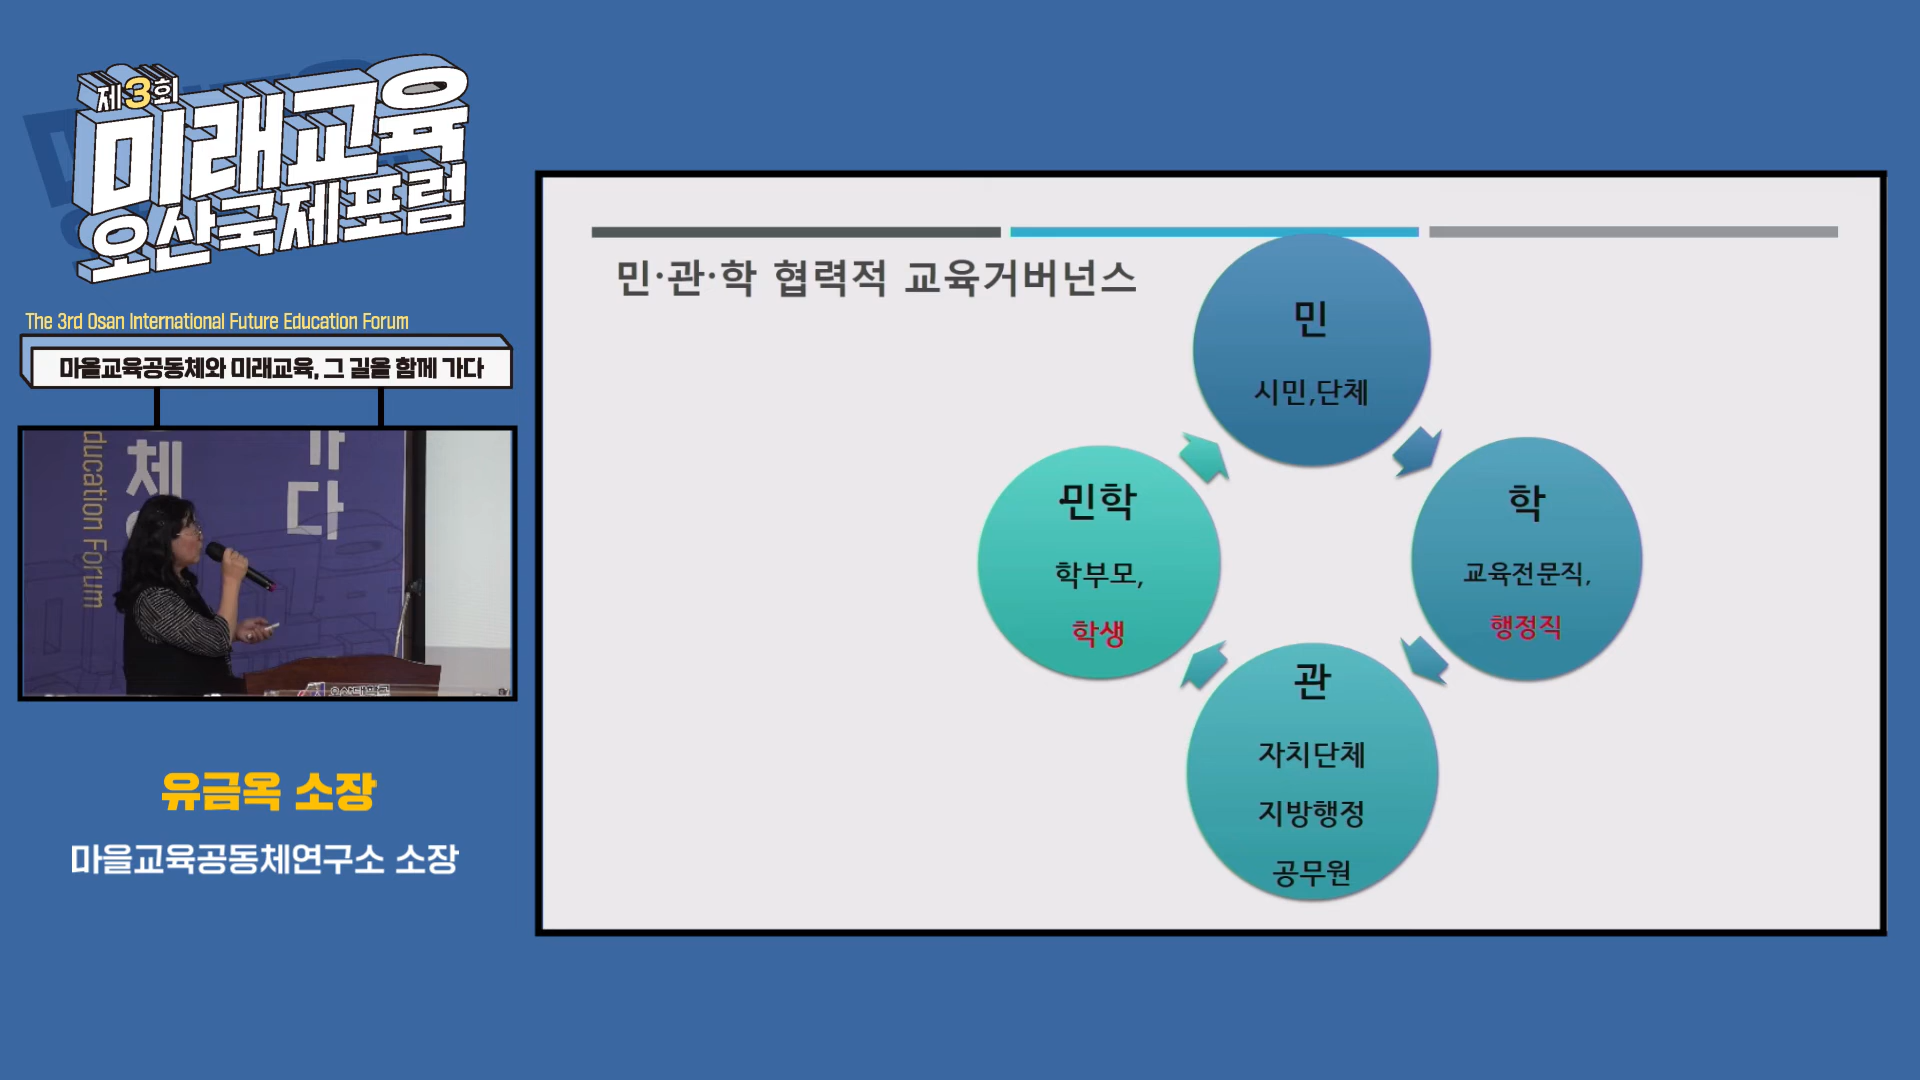 제3회
미래교육
오산국제포럼
The 3rd Osan International Future Education Forum
마을교육공동체와 미래교육, 그 길을 함께 가다
체
가
다
ducation Forum
유금옥 소장
마을교육공동체연구소 소장
민·관·학 협력적 교육거버넌스
민
시민,단체
민학
학부모,
학생
학
교육전문직,
행정직
관
자치단체
지방행정
공무원